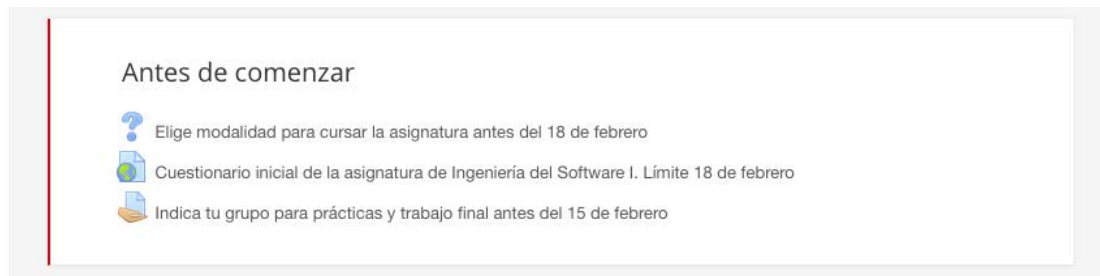 Antes de comenzar
Elige modalidad para cursar la asignatura antes del 18 de febrero
Cuestionario inicial de la asignatura de Ingeniería del Software I. Límite 18 de febrero
Indica tu grupo para prácticas y trabajo final antes del 15 de febrero